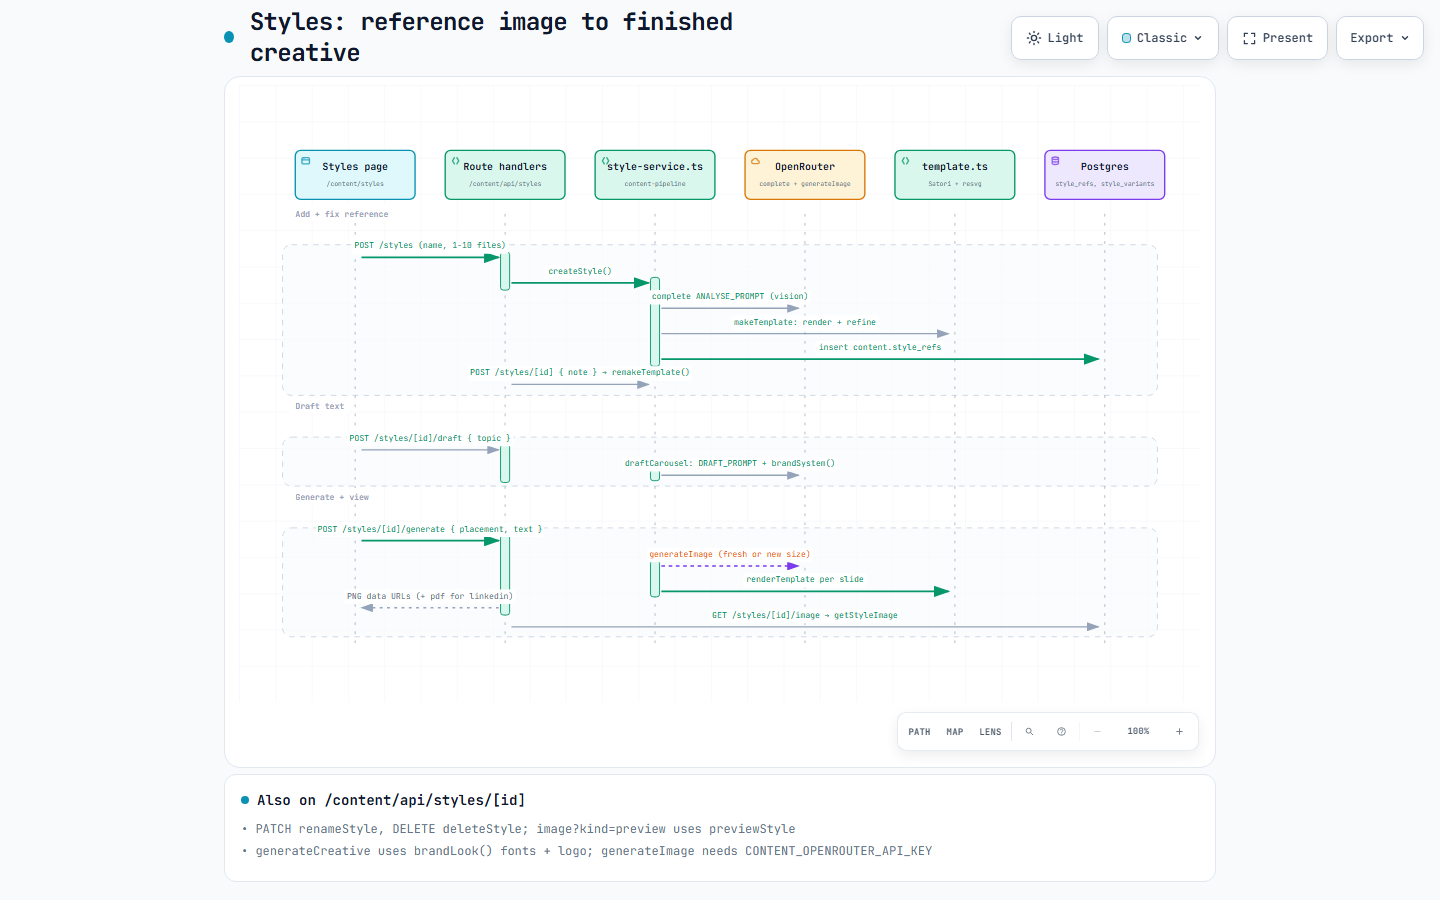 Styles: reference image to finished
creative
Light
Classic
Present
Export
Styles page
/content/styles
Route handlers
/content/api/styles
style-service.ts
content-pipeline
OpenRouter
complete + generateImage
template.ts
Satori + resvg
Postgres
style_refs, style_variants
Add + fix reference
POST /styles (name, 1-10 files)
createStyle()
complete ANALYSE_PROMPT (vision)
makeTemplate: render + refine
insert content.style_refs
POST /styles/[id] { note } → remakeTemplate()
Draft text
POST /styles/[id]/draft { topic }
draftCarousel: DRAFT_PROMPT + brandSystem()
Generate + view
POST /styles/[id]/generate { placement, text }
generateImage (fresh or new size)
renderTemplate per slide
PNG data URLs (+ pdf for linkedin)
GET /styles/[id]/image → getStyleImage
PATH MAP LENS − 100% +
Also on /content/api/styles/[id]
• PATCH renameStyle, DELETE deleteStyle; image?kind=preview uses previewStyle
• generateCreative uses brandLook() fonts + logo; generateImage needs CONTENT_OPENROUTER_API_KEY